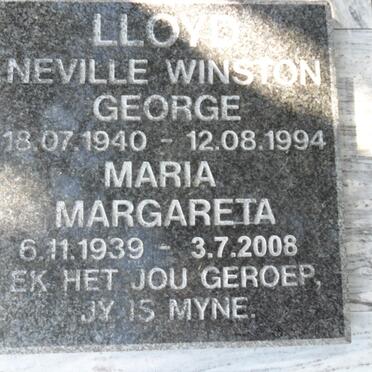 LLOYD
NEVILLE WINSTON
GEORGE
18.07.1940 - 12.08.1994
MARIA
MARGARETA
6.11.1939 - 3.7.2008
EK HET JOU GEROEP,
JY IS MYNE.